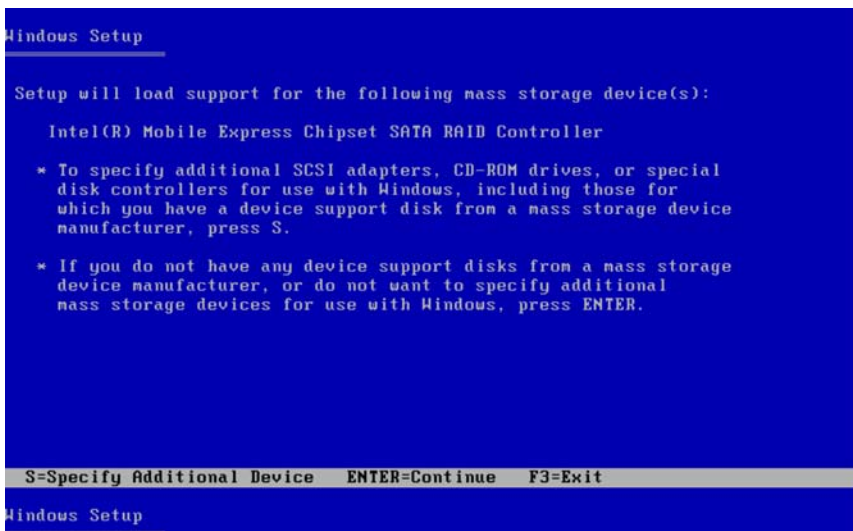 Windows Setup
Setup will load support for the following mass storage device(s):
Intel(R) Mobile Express Chipset SATA RAID Controller
* To specify additional SCSI adapters, CD-ROM drives, or special
disk controllers for use with Windows, including those for
which you have a device support disk from a mass storage device
manufacturer, press S.
* If you do not have any device support disks from a mass storage
device manufacturer, or do not want to specify additional
mass storage devices for use with Windows, press ENTER.
S=Specify Additional Device   ENTER=Continue   F3=Exit
Windows Setup